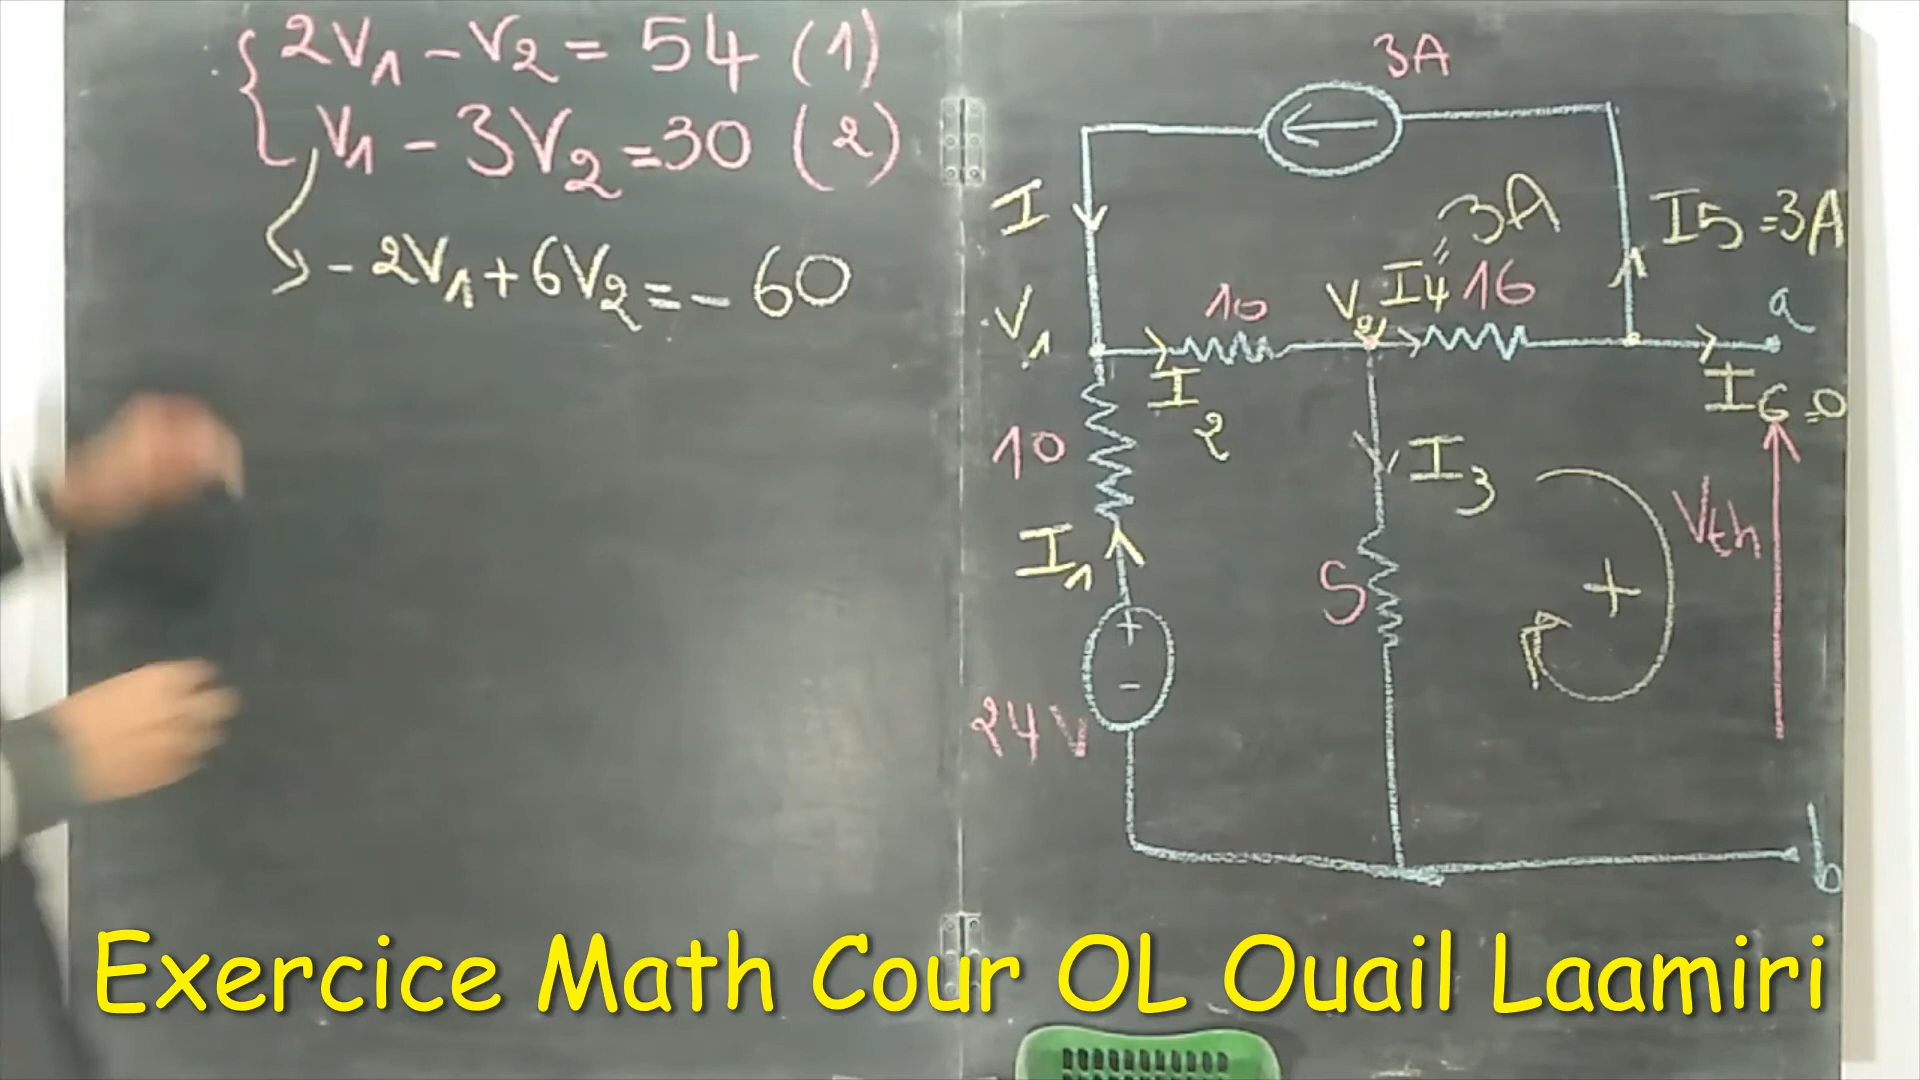 2V₁ - V₂ = 54 (1)
V₁ - 3V₂ = 30 (2)
- 2V₁ + 6V₂ = - 60
3A
I
3A
I5 = 3A
V₁
10
V₂
I4
16
a
I₂
I6=0
10
I₃
Vth
I₁
5
+
+
-
24V
b
Exercice Math Cour OL Ouail Laamiri